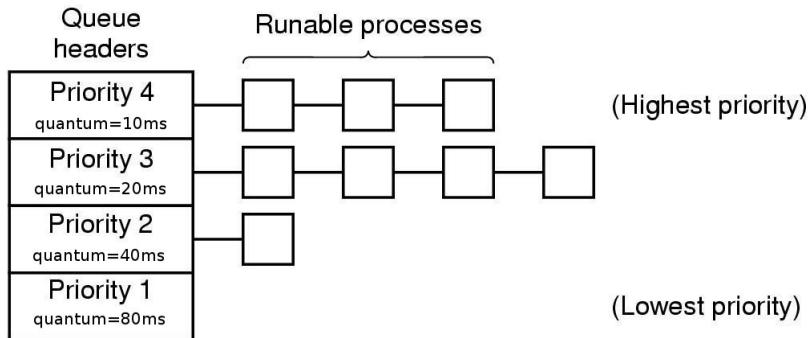 Queue
headers
Runable processes
Priority 4
quantum=10ms
(Highest priority)
Priority 3
quantum=20ms
Priority 2
quantum=40ms
Priority 1
quantum=80ms
(Lowest priority)